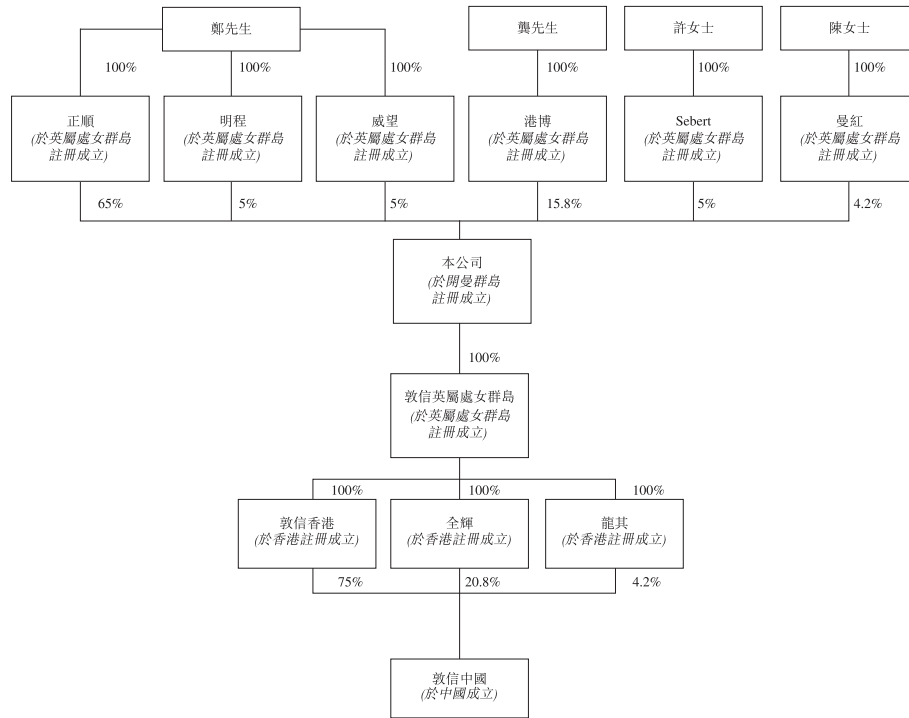 鄭先生
龔先生
許女士
陳女士
100%
100%
100%
100%
100%
100%
正順
(於英屬處女群島
註冊成立)
明程
(於英屬處女群島
註冊成立)
威望
(於英屬處女群島
註冊成立)
港博
(於英屬處女群島
註冊成立)
Sebert
(於英屬處女群島
註冊成立)
曼紅
(於英屬處女群島
註冊成立)
65%
5%
5%
15.8%
5%
4.2%
本公司
(於開曼群島
註冊成立)
100%
敦信英屬處女群島
(於英屬處女群島
註冊成立)
100%
100%
100%
敦信香港
(於香港註冊成立)
全輝
(於香港註冊成立)
龍其
(於香港註冊成立)
75%
20.8%
4.2%
敦信中國
(於中國成立)